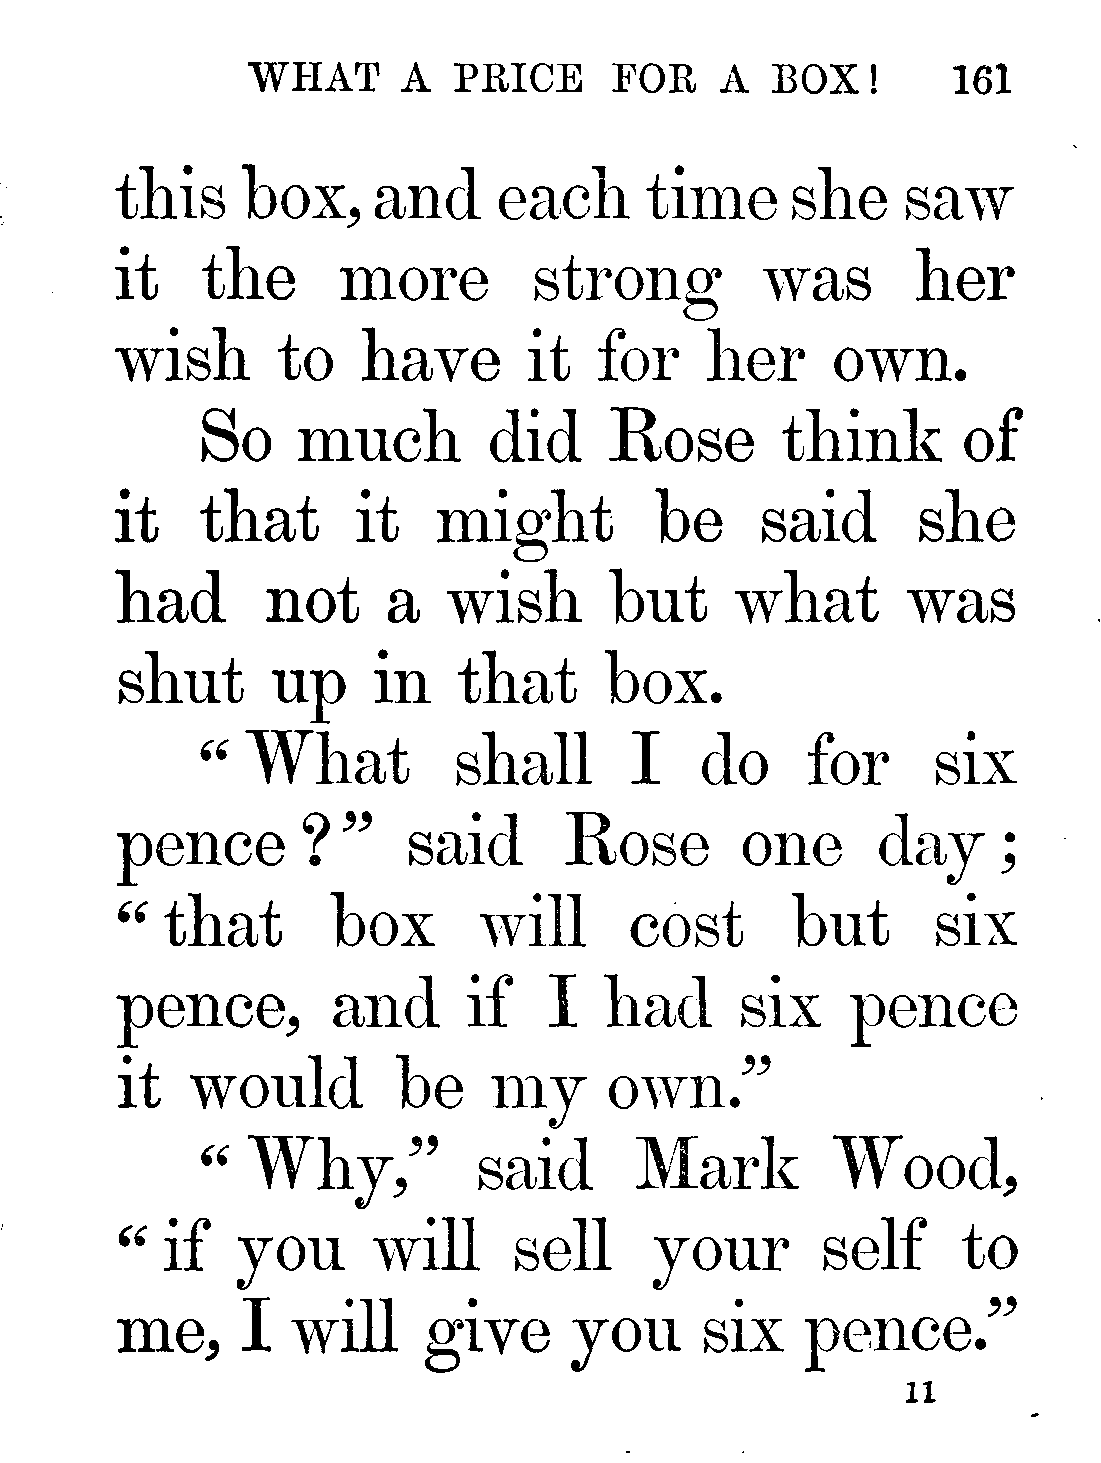 WHAT A PRICE FOR A BOX! 161
this box, and each time she saw
it the more strong was her
wish to have it for her own.
So much did Rose think of
it that it might be said she
had not a wish but what was
shut up in that box.
“What shall I do for six
pence?” said Rose one day;
“that box will cost but six
pence, and if I had six pence
it would be my own.”
“Why,” said Mark Wood,
“if you will sell your self to
me, I will give you six pence.”
11